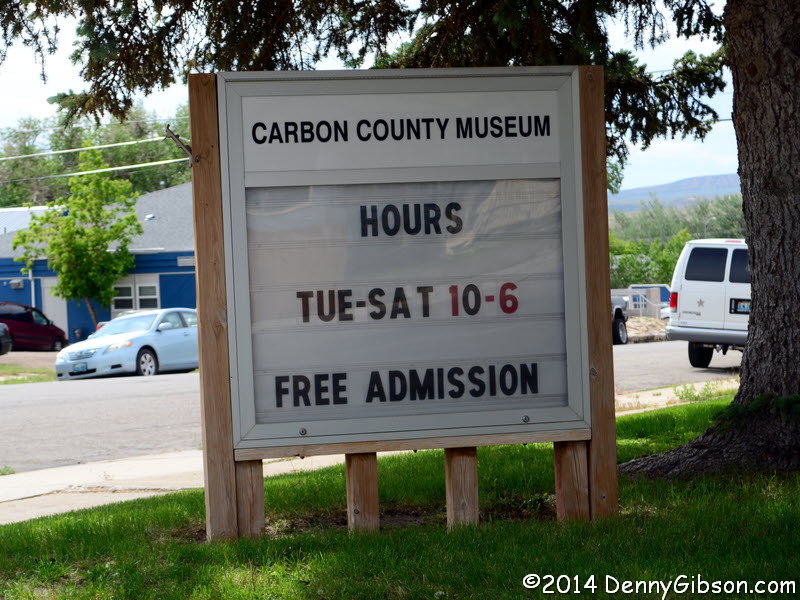 CARBON COUNTY MUSEUM
HOURS
TUE-SAT 10-6
FREE ADMISSION
©2014 DennyGibson.com